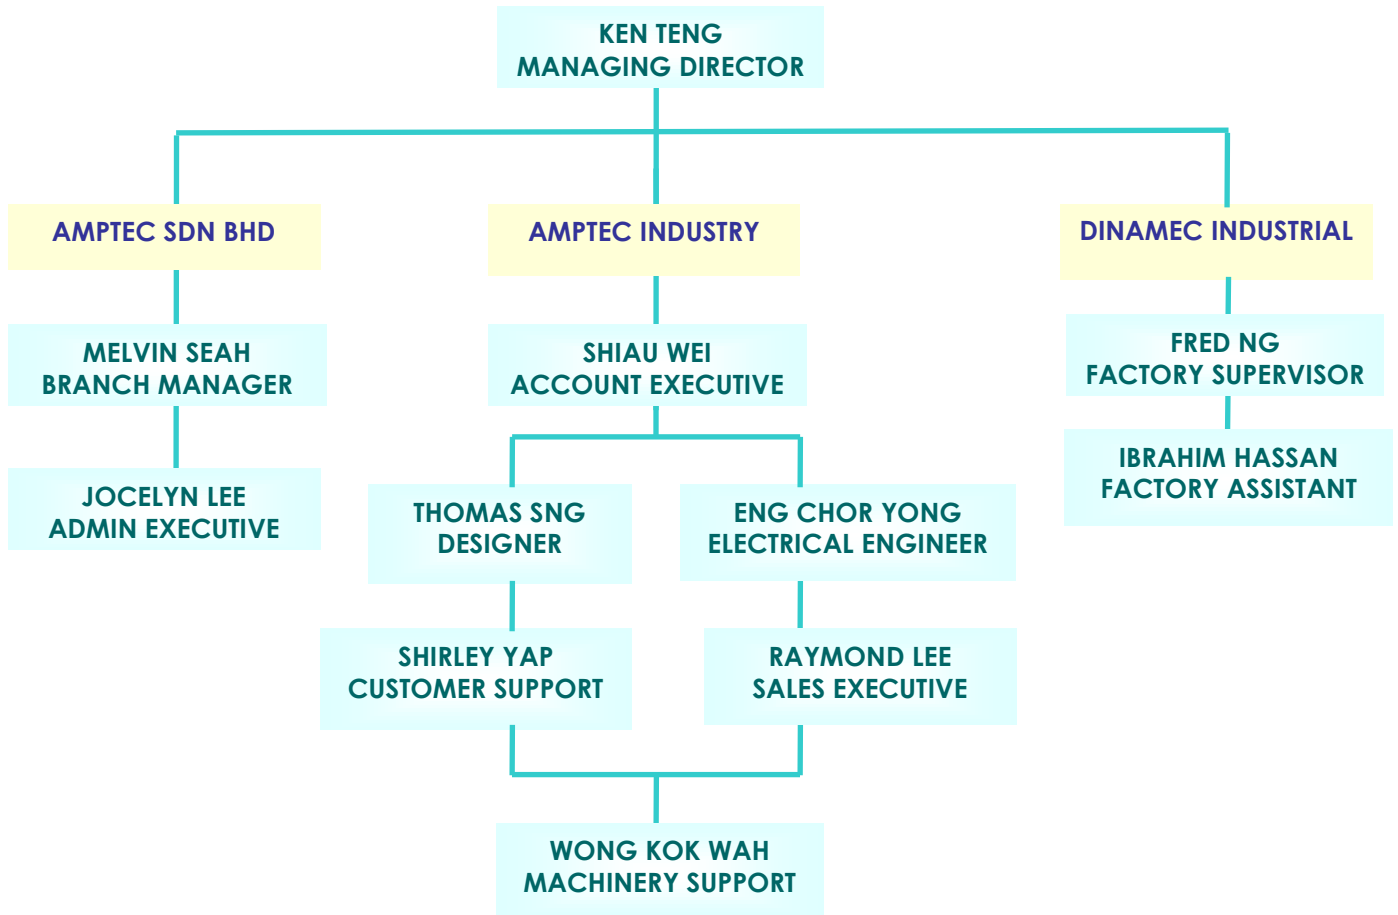 KEN TENG
MANAGING DIRECTOR
AMPTEC SDN BHD
AMPTEC INDUSTRY
DINAMEC INDUSTRIAL
MELVIN SEAH
BRANCH MANAGER
SHIAU WEI
ACCOUNT EXECUTIVE
FRED NG
FACTORY SUPERVISOR
JOCELYN LEE
ADMIN EXECUTIVE
THOMAS SNG
DESIGNER
ENG CHOR YONG
ELECTRICAL ENGINEER
IBRAHIM HASSAN
FACTORY ASSISTANT
SHIRLEY YAP
CUSTOMER SUPPORT
RAYMOND LEE
SALES EXECUTIVE
WONG KOK WAH
MACHINERY SUPPORT